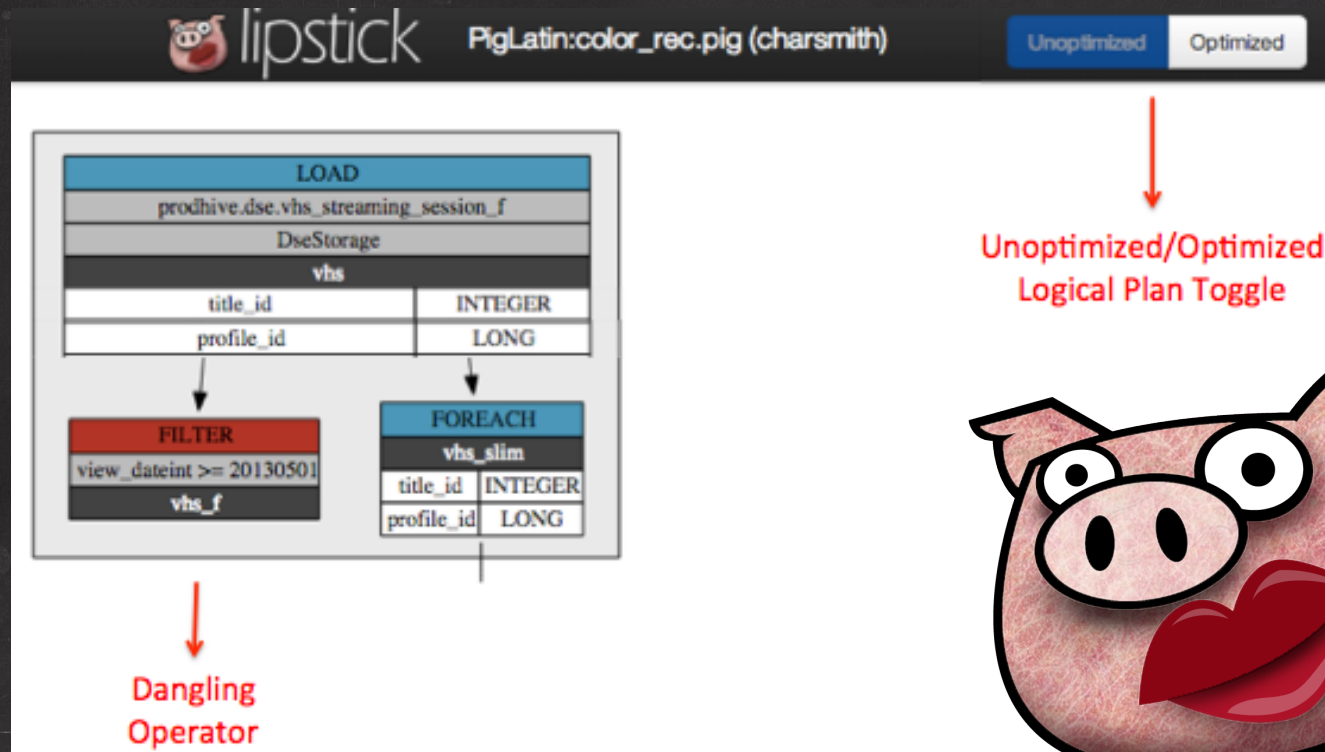 lipstick PigLatin:color_rec.pig (charsmith) Unoptimized Optimized
LOAD
prodhive.dse.vhs_streaming_session_f
DseStorage
vhs
title_id INTEGER
profile_id LONG
FILTER
view_dateint >= 20130501
vhs_f
FOREACH
vhs_slim
title_id INTEGER
profile_id LONG
Unoptimized/Optimized
Logical Plan Toggle
Dangling
Operator